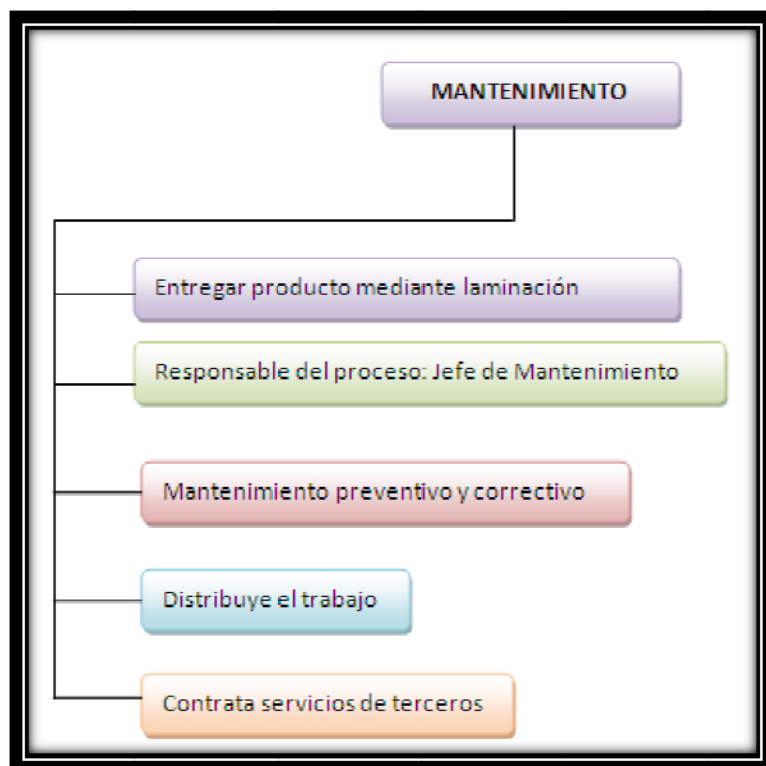 MANTENIMIENTO
Entregar producto mediante laminación
Responsable del proceso: Jefe de Mantenimiento
Mantenimiento preventivo y correctivo
Distribuye el trabajo
Contrata servicios de terceros